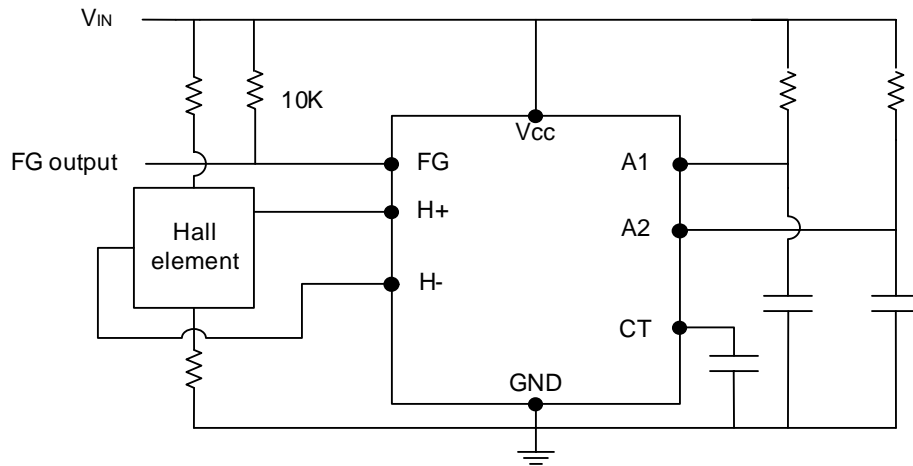 VIN
10K
Vcc
FG output
FG
A1
H+
Hall
element
A2
H-
CT
GND